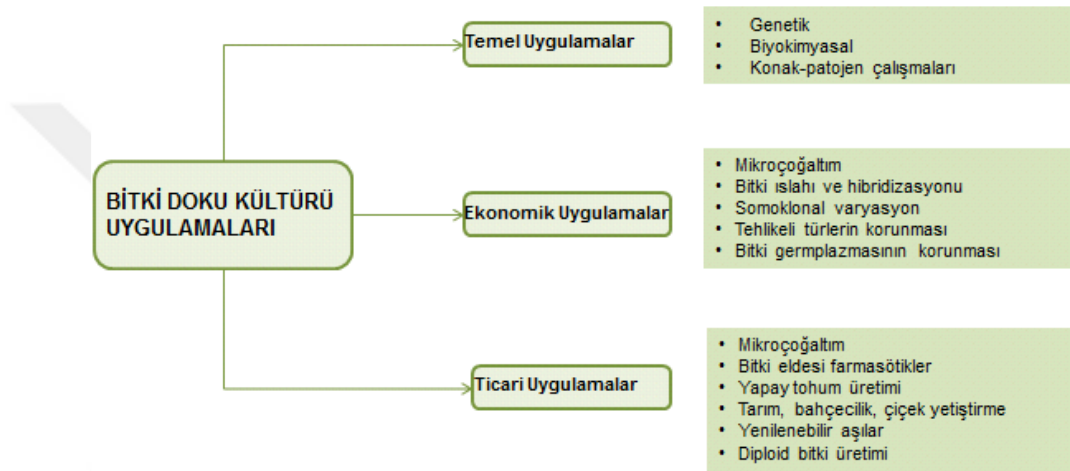 BİTKİ DOKU KÜLTÜRÜ
UYGULAMALARI
Temel Uygulamalar
• Genetik
• Biyokimyasal
• Konak-patojen çalışmaları
Ekonomik Uygulamalar
• Mikroçoğaltım
• Bitki ıslahı ve hibridizasyonu
• Somoklonal varyasyon
• Tehlikeli türlerin korunması
• Bitki germplazmasının korunması
Ticari Uygulamalar
• Mikroçoğaltım
• Bitki eldesi farmasötikler
• Yapay tohum üretimi
• Tarım, bahçecilik, çiçek yetiştirme
• Yenilenebilir aşılar
• Diploid bitki üretimi